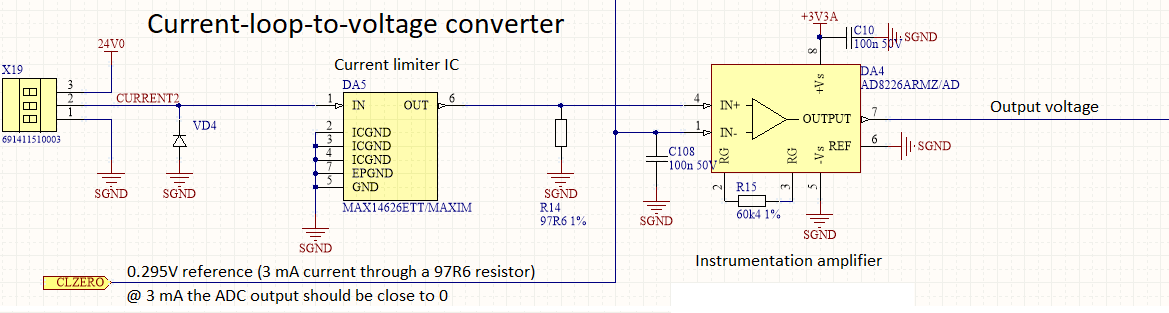 Current-loop-to-voltage converter
+3V3A
C10
100n 50V
SGND
8
24V0
X19
3
2
1
691411510003
CURRENT2
VD4
SGND
SGND
Current limiter IC
DA5
1
IN
OUT
6
2
ICGND
3
ICGND
4
ICGND
7
EPGND
5
GND
MAX14626ETT/MAXIM
SGND
SGND
R14
97R6 1%
DA4
AD8226ARMZ/AD
+Vs
4
IN+
1
IN-
OUTPUT
7
REF
6
SGND
RG
RG
-Vs
2
3
5
C108
100n 50V
SGND
R15
60k4 1%
SGND
Output voltage
Instrumentation amplifier
CLZERO
0.295V reference (3 mA current through a 97R6 resistor)
@ 3 mA the ADC output should be close to 0